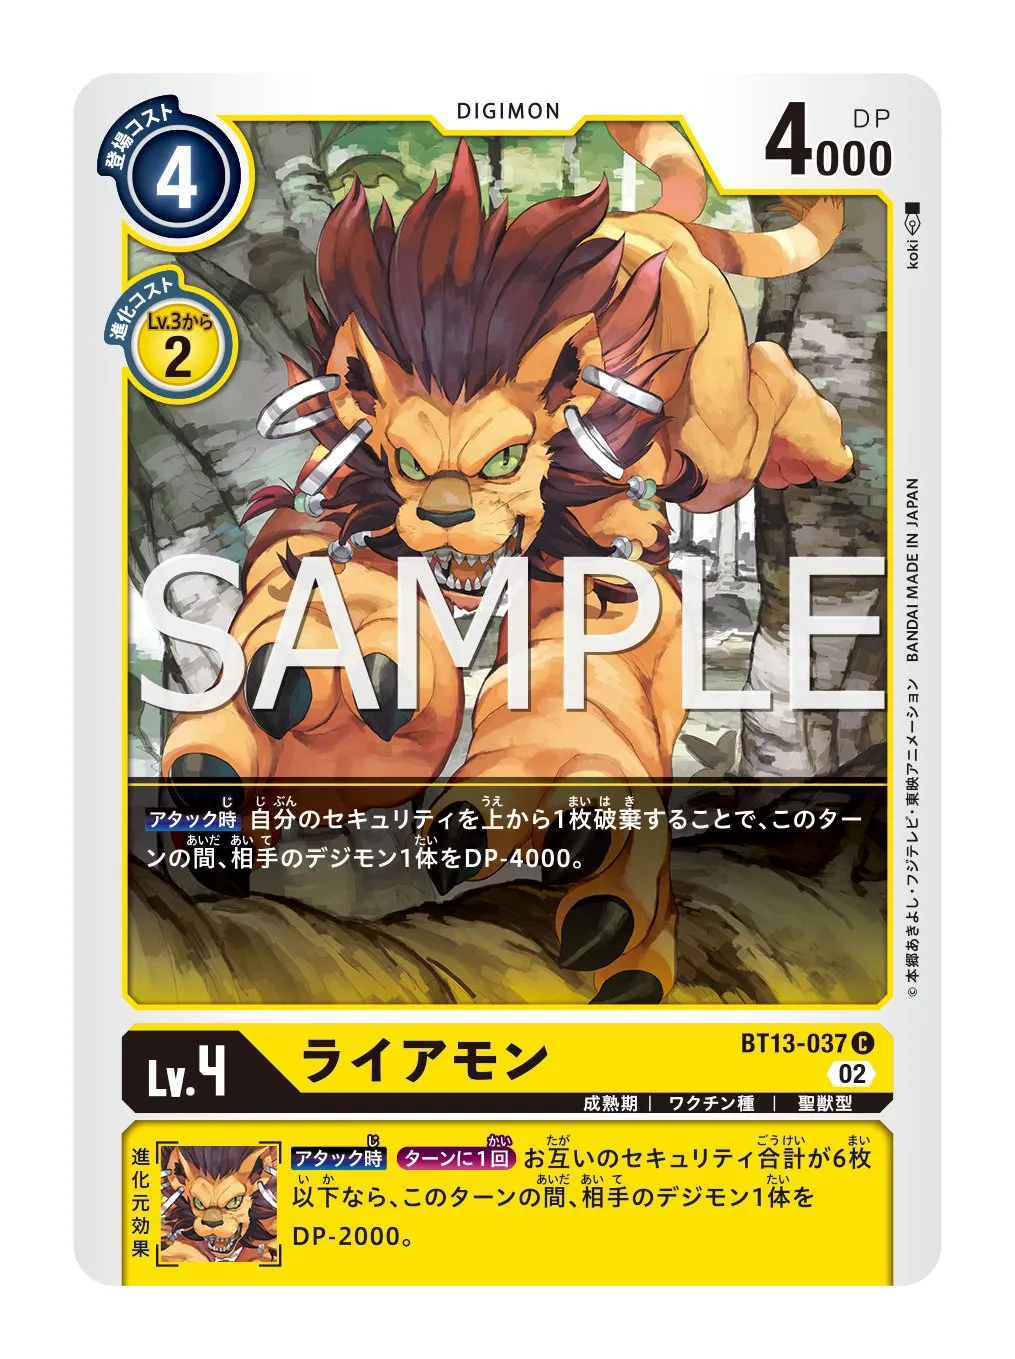 DIGIMON
登場コスト
4
4000
DP
進化コスト
Lv.3から
2
koki
SAMPLE
アタック時 自分のセキュリティを上から1枚破棄することで、このター
ンの間、相手のデジモン1体をDP-4000。
© 本郷あきよし・フジテレビ・東映アニメーション BANDAI MADE IN JAPAN
Lv.4
ライアモン
BT13-037 C
02
成熟期 | ワクチン種 | 聖獣型
進化元効果
アタック時 ターンに1回 お互いのセキュリティ合計が6枚
以下なら、このターンの間、相手のデジモン1体を
DP-2000。